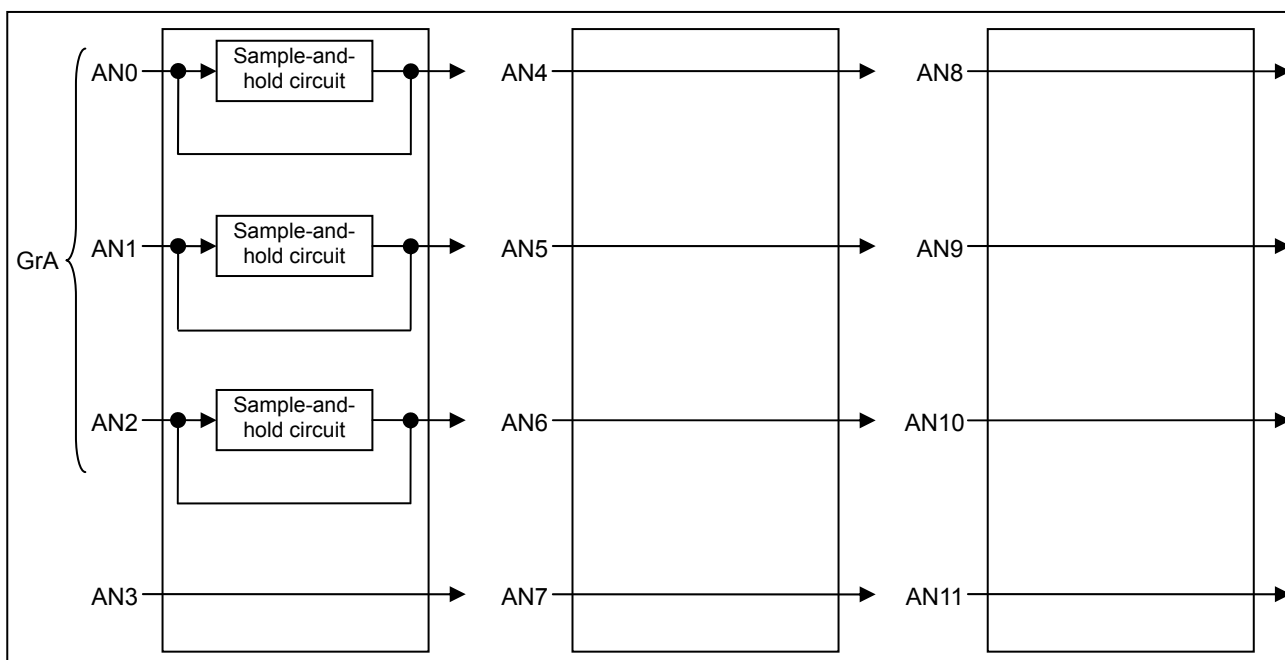 AN0
Sample-and-
hold circuit
AN4
AN8
GrA
AN1
Sample-and-
hold circuit
AN5
AN9
AN2
Sample-and-
hold circuit
AN6
AN10
AN3
AN7
AN11